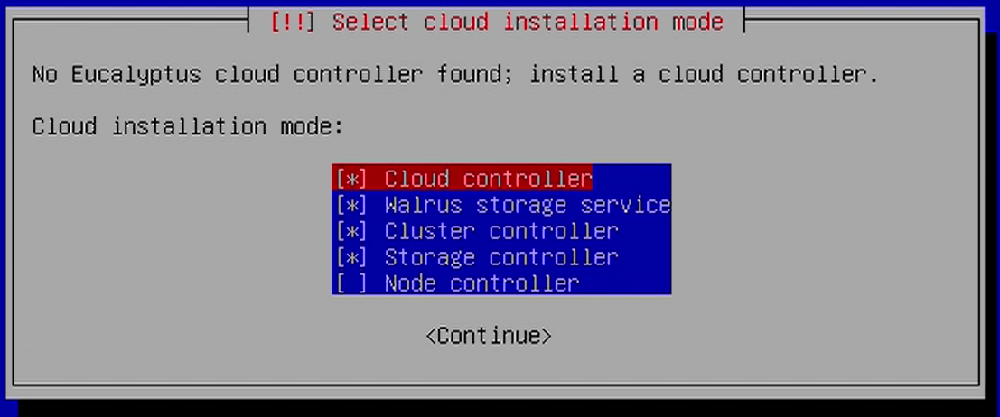 [!!] Select cloud installation mode
No Eucalyptus cloud controller found; install a cloud controller.
Cloud installation mode:
[*] Cloud controller
[*] Walrus storage service
[*] Cluster controller
[*] Storage controller
[ ] Node controller
<Continue>